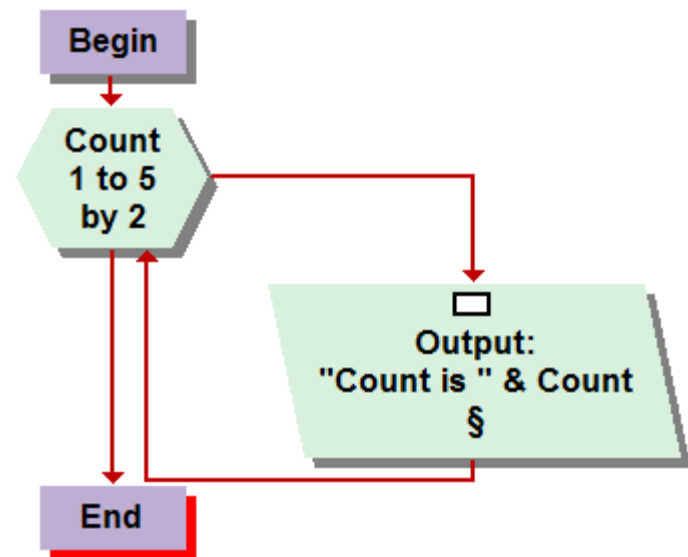 Begin
Count
1 to 5
by 2
Output:
"Count is " & Count
§
End